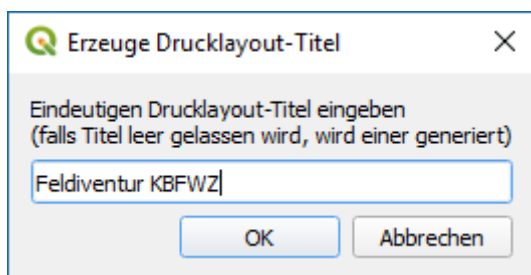 Erzeuge Drucklayout-Titel
Eindeutigen Drucklayout-Titel eingeben
(falls Titel leer gelassen wird, wird einer generiert)
Feldiventur KBFWZ
OK
Abbrechen